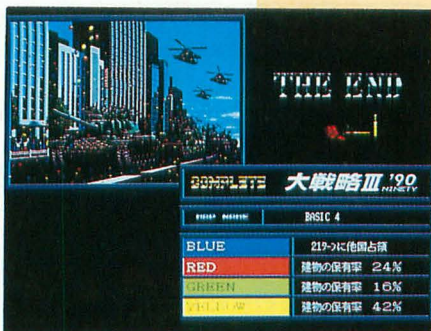 THE END
COMPLETE 大戦略III '90
NINETY
MAP NAME BASIC 4
BLUE 21ターンに他国占領
RED 建物の保有率 24%
GREEN 建物の保有率 16%
YELLOW 建物の保有率 42%